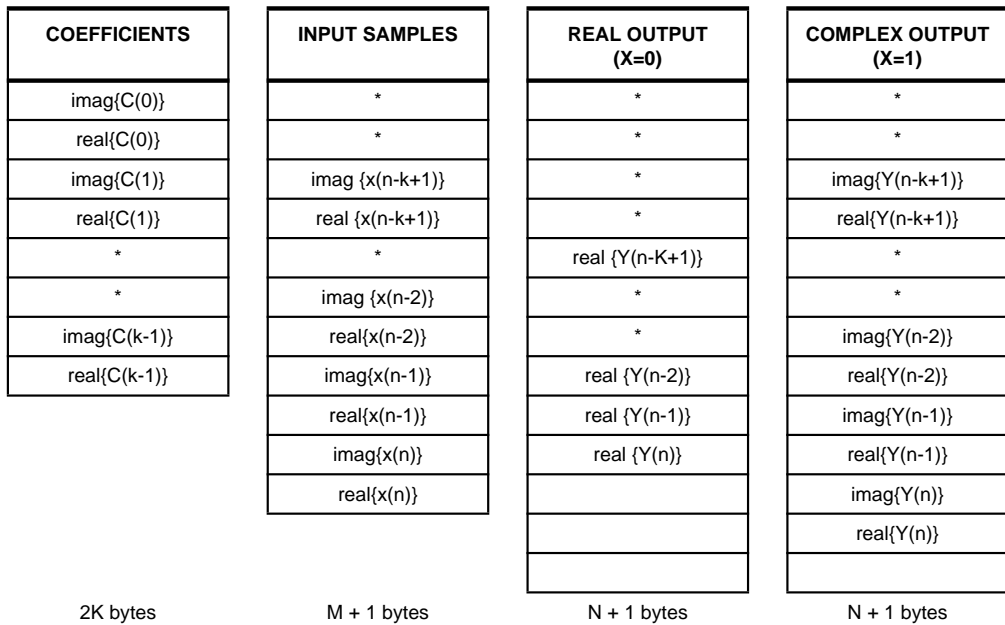 COEFFICIENTS
imag{C(0)}
real{C(0)}
imag{C(1)}
real{C(1)}
*
*
imag{C(k-1)}
real{C(k-1)}
2K bytes
INPUT SAMPLES
*
*
imag {x(n-k+1)}
real {x(n-k+1)}
*
imag {x(n-2)}
real{x(n-2)}
imag{x(n-1)}
real{x(n-1)}
imag{x(n)}
real{x(n)}
M + 1 bytes
REAL OUTPUT
(X=0)
*
*
*
*
real {Y(n-K+1)}
*
*
real {Y(n-2)}
real {Y(n-1)}
real {Y(n)}
N + 1 bytes
COMPLEX OUTPUT
(X=1)
*
*
imag{Y(n-k+1)}
real{Y(n-k+1)}
*
*
imag{Y(n-2)}
real{Y(n-2)}
imag{Y(n-1)}
real{Y(n-1)}
imag{Y(n)}
real{Y(n)}
N + 1 bytes